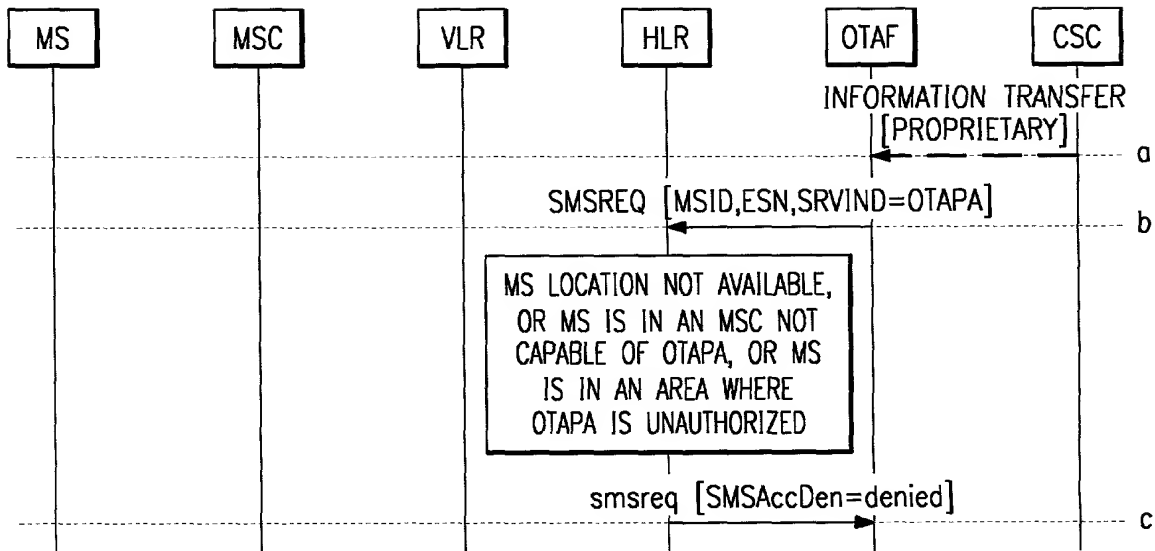 MS
MSC
VLR
HLR
OTAF
CSC
INFORMATION TRANSFER
[PROPRIETARY]
a
SMSREQ [MSID,ESN,SRVIND=OTAPA]
b
MS LOCATION NOT AVAILABLE,
OR MS IS IN AN MSC NOT
CAPABLE OF OTAPA, OR MS
IS IN AN AREA WHERE
OTAPA IS UNAUTHORIZED
smsreq [SMSAccDen=denied]
c